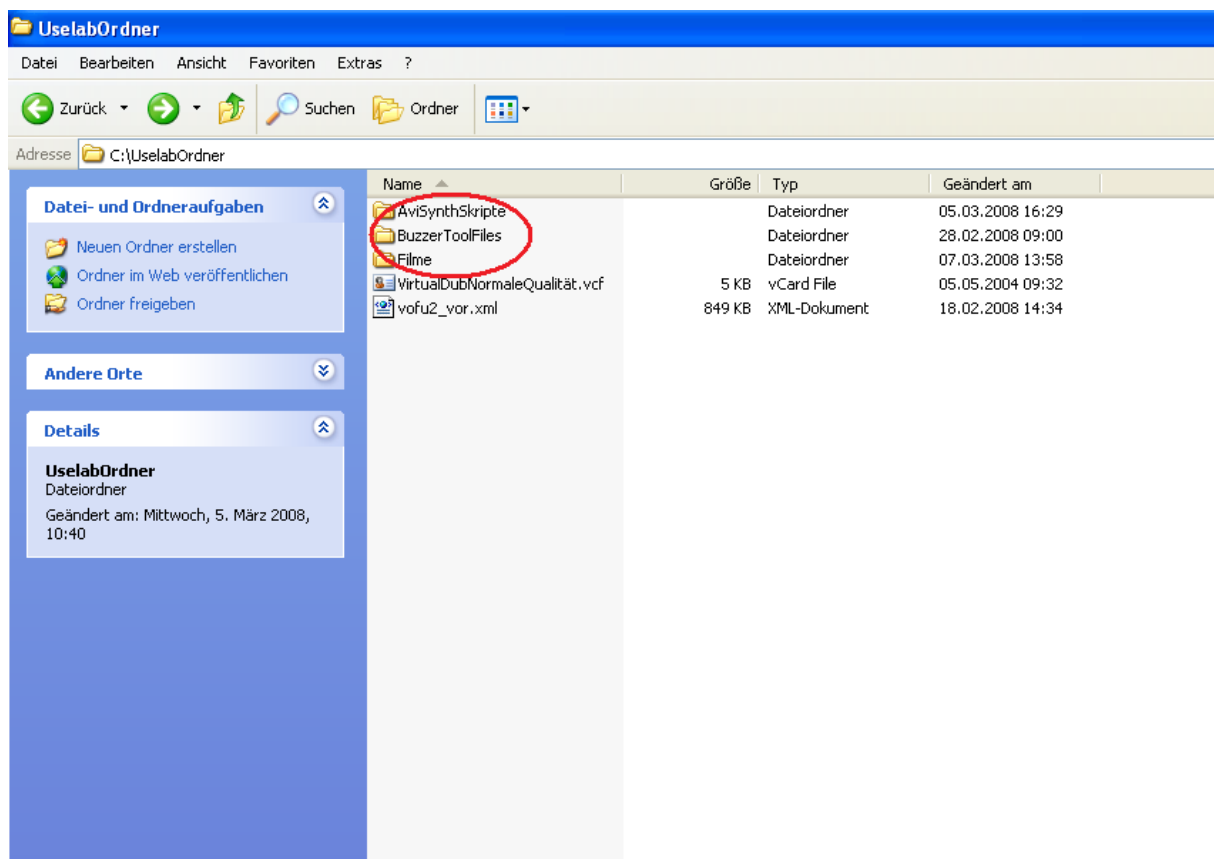 UselabOrdner
Datei Bearbeiten Ansicht Favoriten Extras ?
Zurück Suchen Ordner
Adresse C:\UselabOrdner
Name Größe Typ Geändert am
Datei- und Ordneraufgaben
Neuen Ordner erstellen
Ordner im Web veröffentlichen
Ordner freigeben
Andere Orte
Details
UselabOrdner
Dateiordner
Geändert am: Mittwoch, 5. März 2008,
10:40
AviSynthSkripte Dateiordner 05.03.2008 16:29
BuzzerToolFiles Dateiordner 28.02.2008 09:00
Filme Dateiordner 07.03.2008 13:58
VirtualDubNormaleQualität.vcf 5 KB vCard File 05.05.2004 09:32
vofu2_vor.xml 849 KB XML-Dokument 18.02.2008 14:34